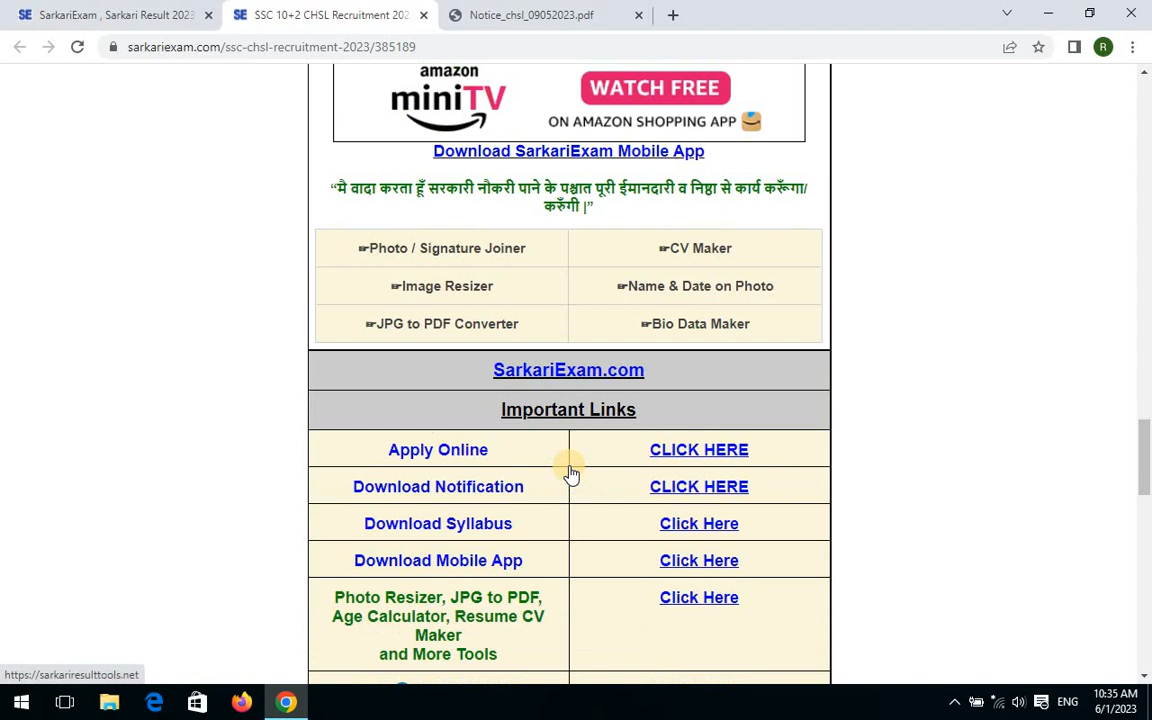 SarkariExam , Sarkari Result 2023
SSC 10+2 CHSL Recruitment 202
Notice_chsl_09052023.pdf
sarkariexam.com/ssc-chsl-recruitment-2023/385189
R
amazon
miniTV
WATCH FREE
ON AMAZON SHOPPING APP
Download SarkariExam Mobile App
“मै वादा करता हूँ सरकारी नौकरी पाने के पश्चात पूरी ईमानदारी व निष्ठा से कार्य करूँगा/
करुँगी |”
☞Photo / Signature Joiner
☞CV Maker
☞Image Resizer
☞Name & Date on Photo
☞JPG to PDF Converter
☞Bio Data Maker
SarkariExam.com
Important Links
Apply Online
CLICK HERE
Download Notification
CLICK HERE
Download Syllabus
Click Here
Download Mobile App
Click Here
Photo Resizer, JPG to PDF,
Age Calculator, Resume CV
Maker
and More Tools
Click Here
https://sarkariresulttools.net
ENG
10:35 AM
6/1/2023